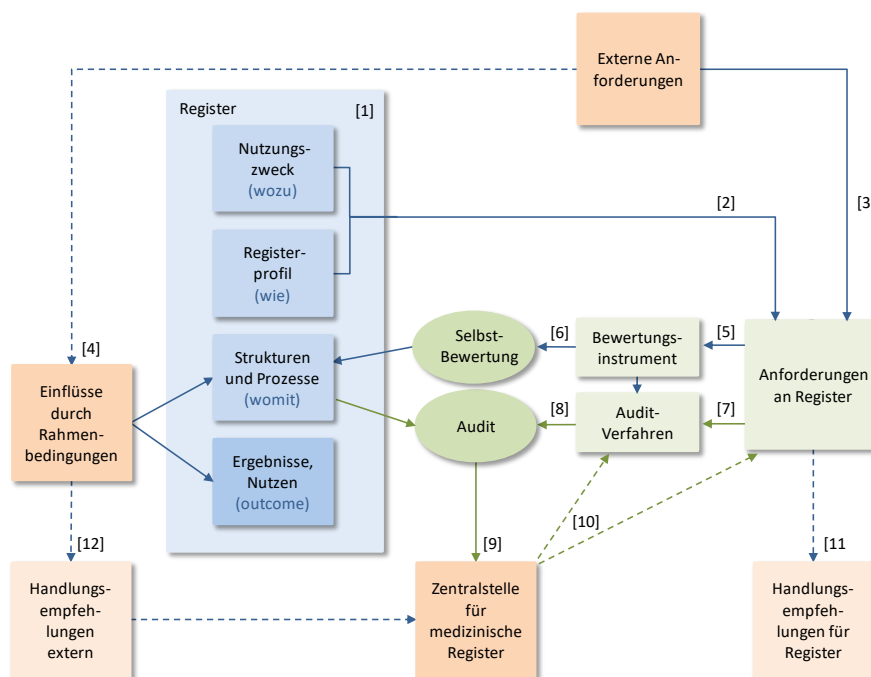 Externe An-
forderungen
Register
[1]
Nutzungs-
zweck
(wozu)
[2]
[3]
Register-
profil
(wie)
[4]
Strukturen
und Prozesse
(womit)
Selbst-
Bewertung
[6]
Bewertungs-
instrument
[5]
Anforderungen
an Register
Einflüsse
durch
Rahmen-
bedingungen
Audit
[8]
Audit-
Verfahren
[7]
Ergebnisse,
Nutzen
(outcome)
[10]
[12]
[9]
[11
Handlungs-
empfeh-
lungen
extern
Zentralstelle
für
medizinische
Register
Handlungs-
empfeh-
lungen für
Register